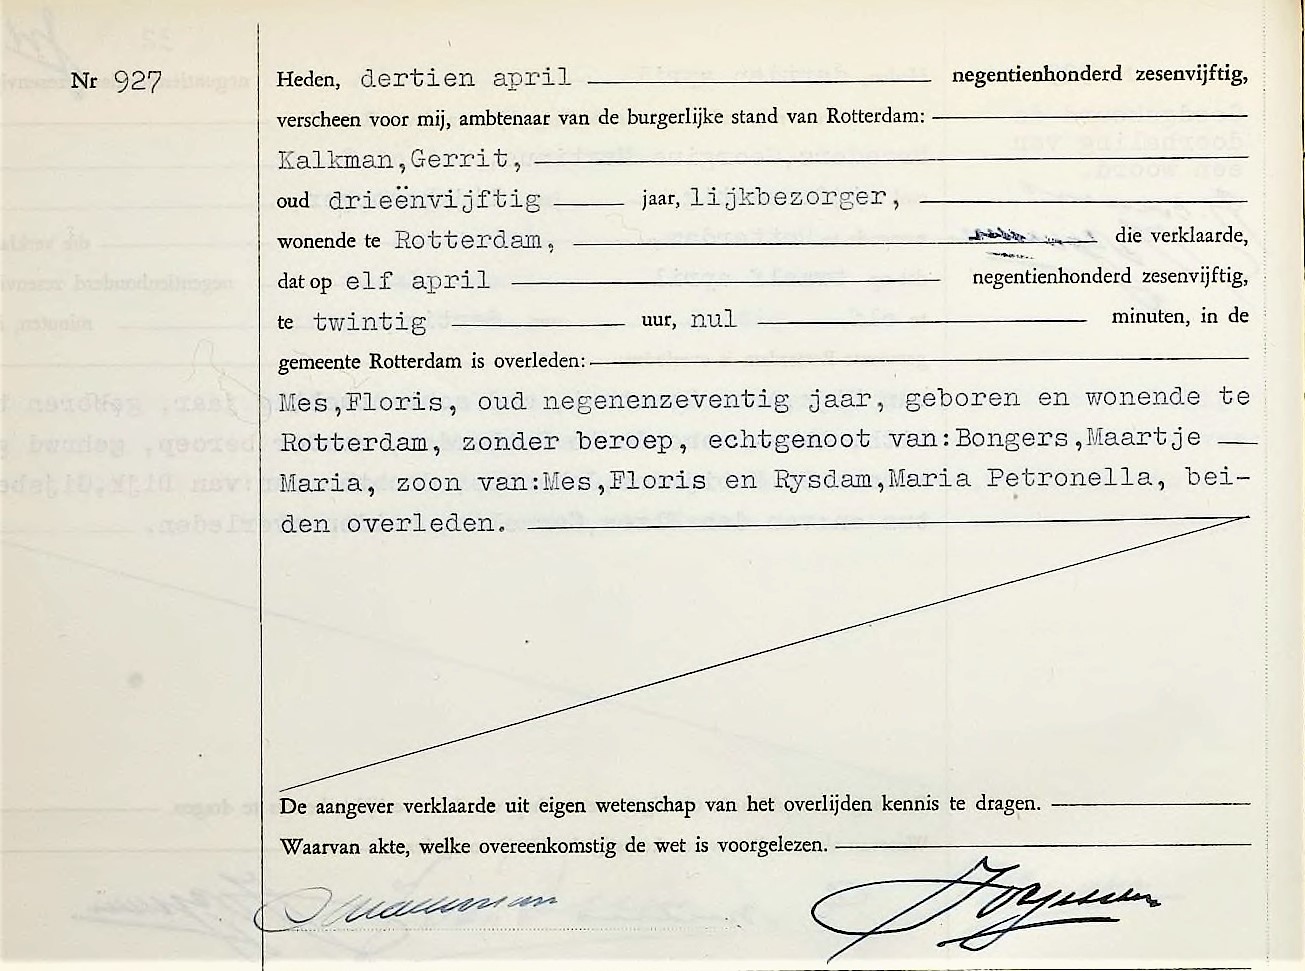 Nr 927
Heden, dertien april negentienhonderd zesenvijftig,
verscheen voor mij, ambtenaar van de burgerlijke stand van Rotterdam:
Kalkman,Gerrit,
oud drieënvijftig jaar, lijkbezorger,
wonende te Rotterdam, die verklaarde,
dat op elf april negentienhonderd zesenvijftig,
te twintig uur, nul minuten, in de
gemeente Rotterdam is overleden:
Mes,Floris, oud negenenzeventig jaar, geboren en wonende te
Rotterdam, zonder beroep, echtgenoot van:Bongers,Maartje
Maria, zoon van:Mes,Floris en Rysdam,Maria Petronella, bei-
den overleden.
De aangever verklaarde uit eigen wetenschap van het overlijden kennis te dragen.
Waarvan akte, welke overeenkomstig de wet is voorgelezen.